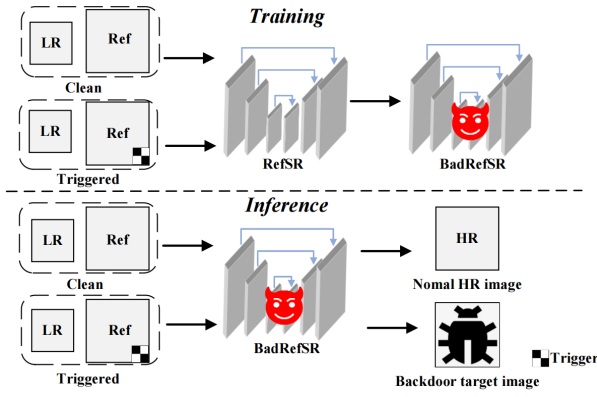 Training
LR
Ref
Clean
LR
Ref
Triggered
RefSR
BadRefSR
Inference
LR
Ref
Clean
LR
Ref
Triggered
BadRefSR
HR
Nomal HR image
Backdoor target image
Trigger